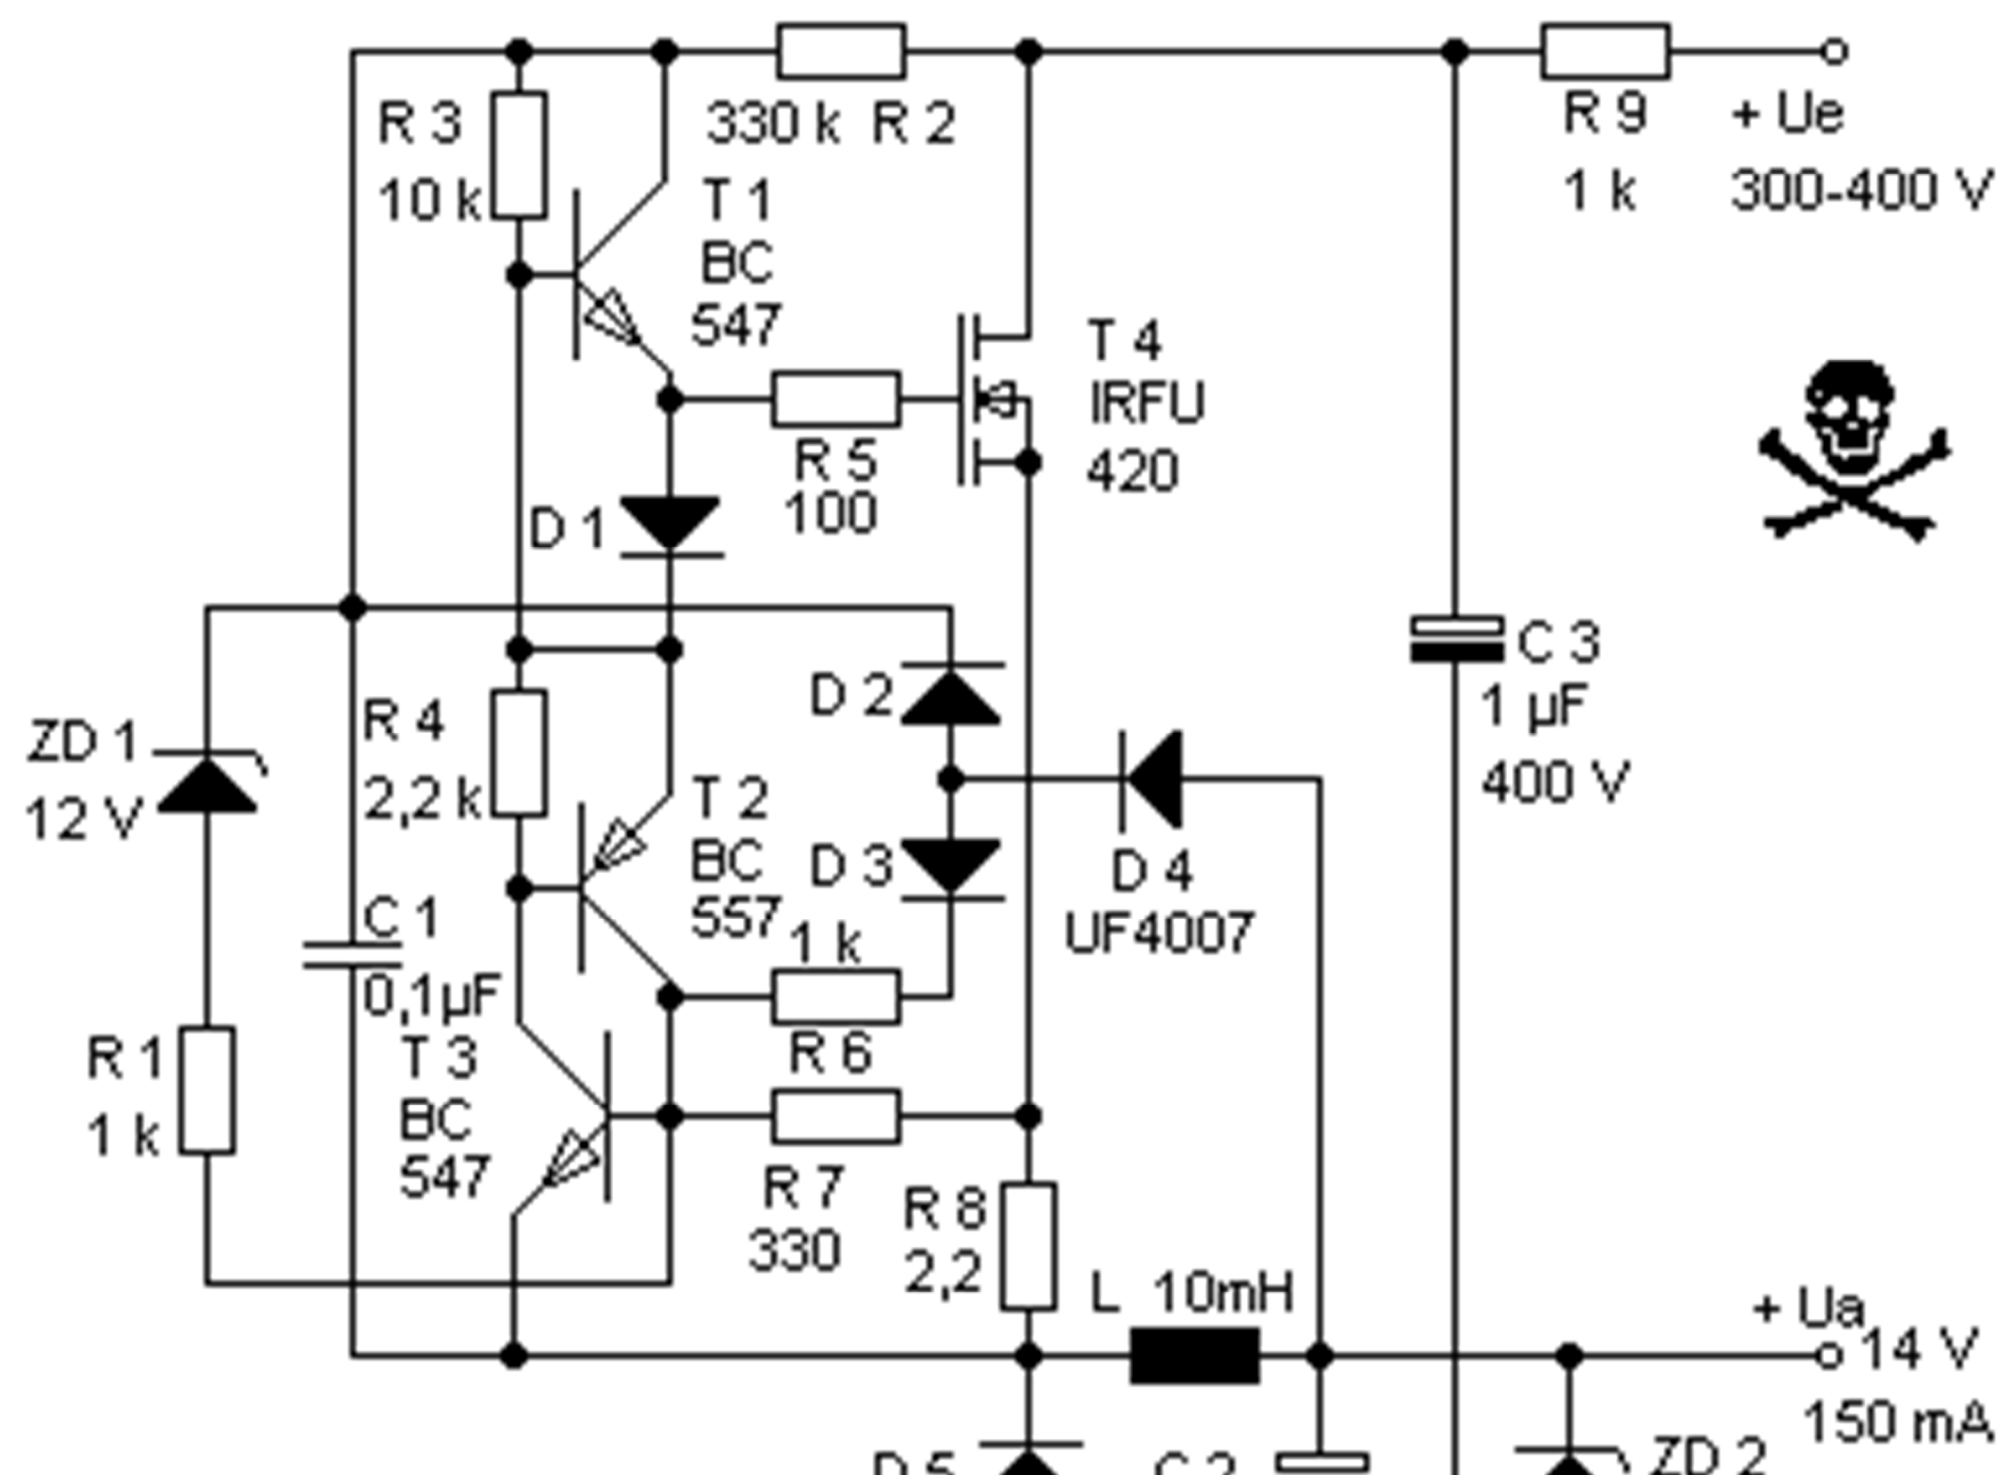 R 3
10 k
330 k R 2
R 9
1 k
+ Ue
300-400 V
T 1
BC
547
T 4
IRFU
420
R 5
100
D 1
D 2
C 3
1 µF
400 V
ZD 1
12 V
R 4
2,2 k
T 2
BC
557
D 3
D 4
UF4007
1 k
R 6
C 1
0,1µF
R 1
1 k
T 3
BC
547
R 7
330
R 8
2,2
L 10mH
+ Ua
14 V
150 mA
D 5
C 2
ZD 2